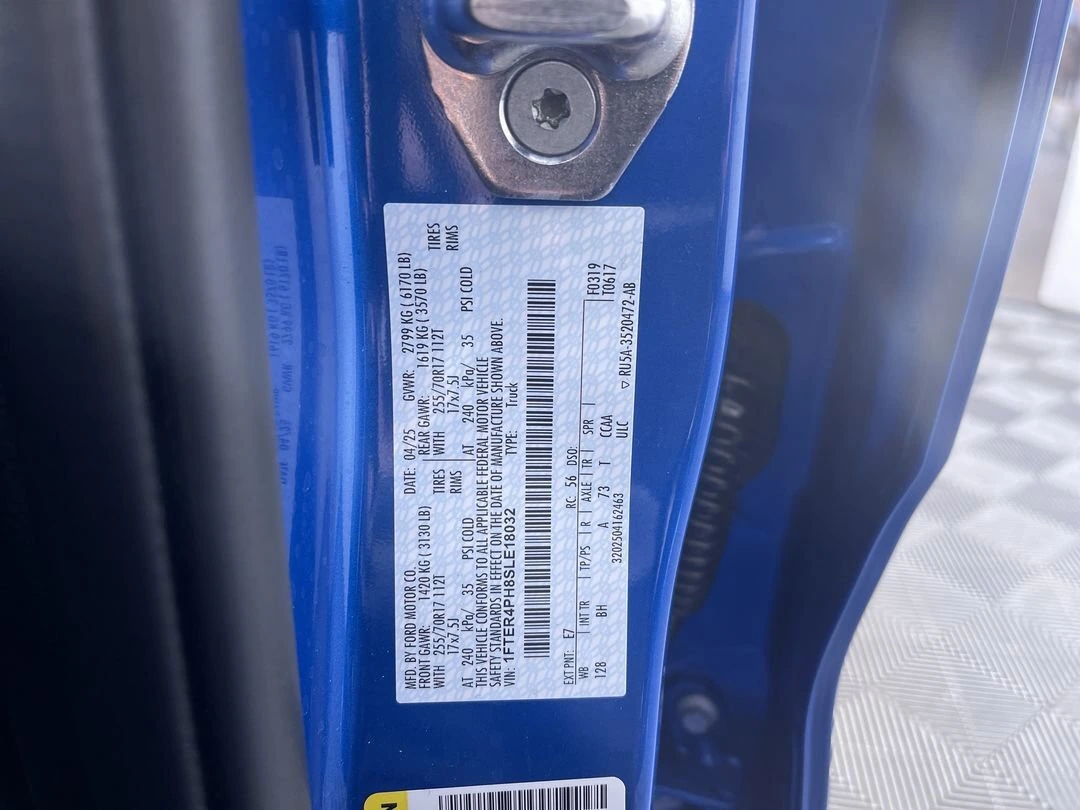 MFD. BY FORD MOTOR CO.
DATE: 04/25 GVWR: 2799 KG ( 6170 LB)
FRONT GAWR: 1420 KG ( 3130 LB) REAR GAWR: 1619 KG ( 3570 LB)
WITH 255/70R17 112T TIRES WITH 255/70R17 112T TIRES
17x7.5J RIMS 17x7.5J RIMS
AT 240 kPa/ 35 PSI COLD AT 240 kPa/ 35 PSI COLD
THIS VEHICLE CONFORMS TO ALL APPLICABLE FEDERAL MOTOR VEHICLE
SAFETY STANDARDS IN EFFECT ON THE DATE OF MANUFACTURE SHOWN ABOVE.
VIN: 1FTER4PH8SLE18032 TYPE: Truck
EXT PNT: E7 RC: 56 DSO: F0319
WB INT TR TP/PS R AXLE TR SPR T0617
128 BH A 73 T CCAA
ULC
3202504162463 ▽ RU5A-3520472-AB
N